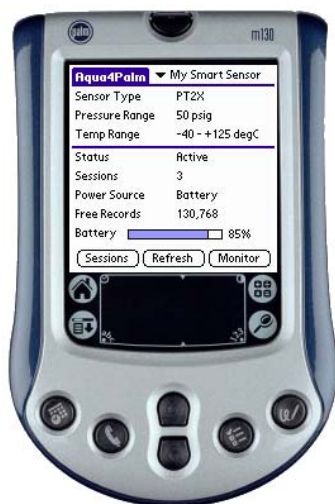 palm
m130
Aqua4Palm My Smart Sensor
Sensor Type PT2X
Pressure Range 50 psig
Temp Range -40 - +125 degC
Status Active
Sessions 3
Power Source Battery
Free Records 130,768
Battery 85%
Sessions Refresh Monitor